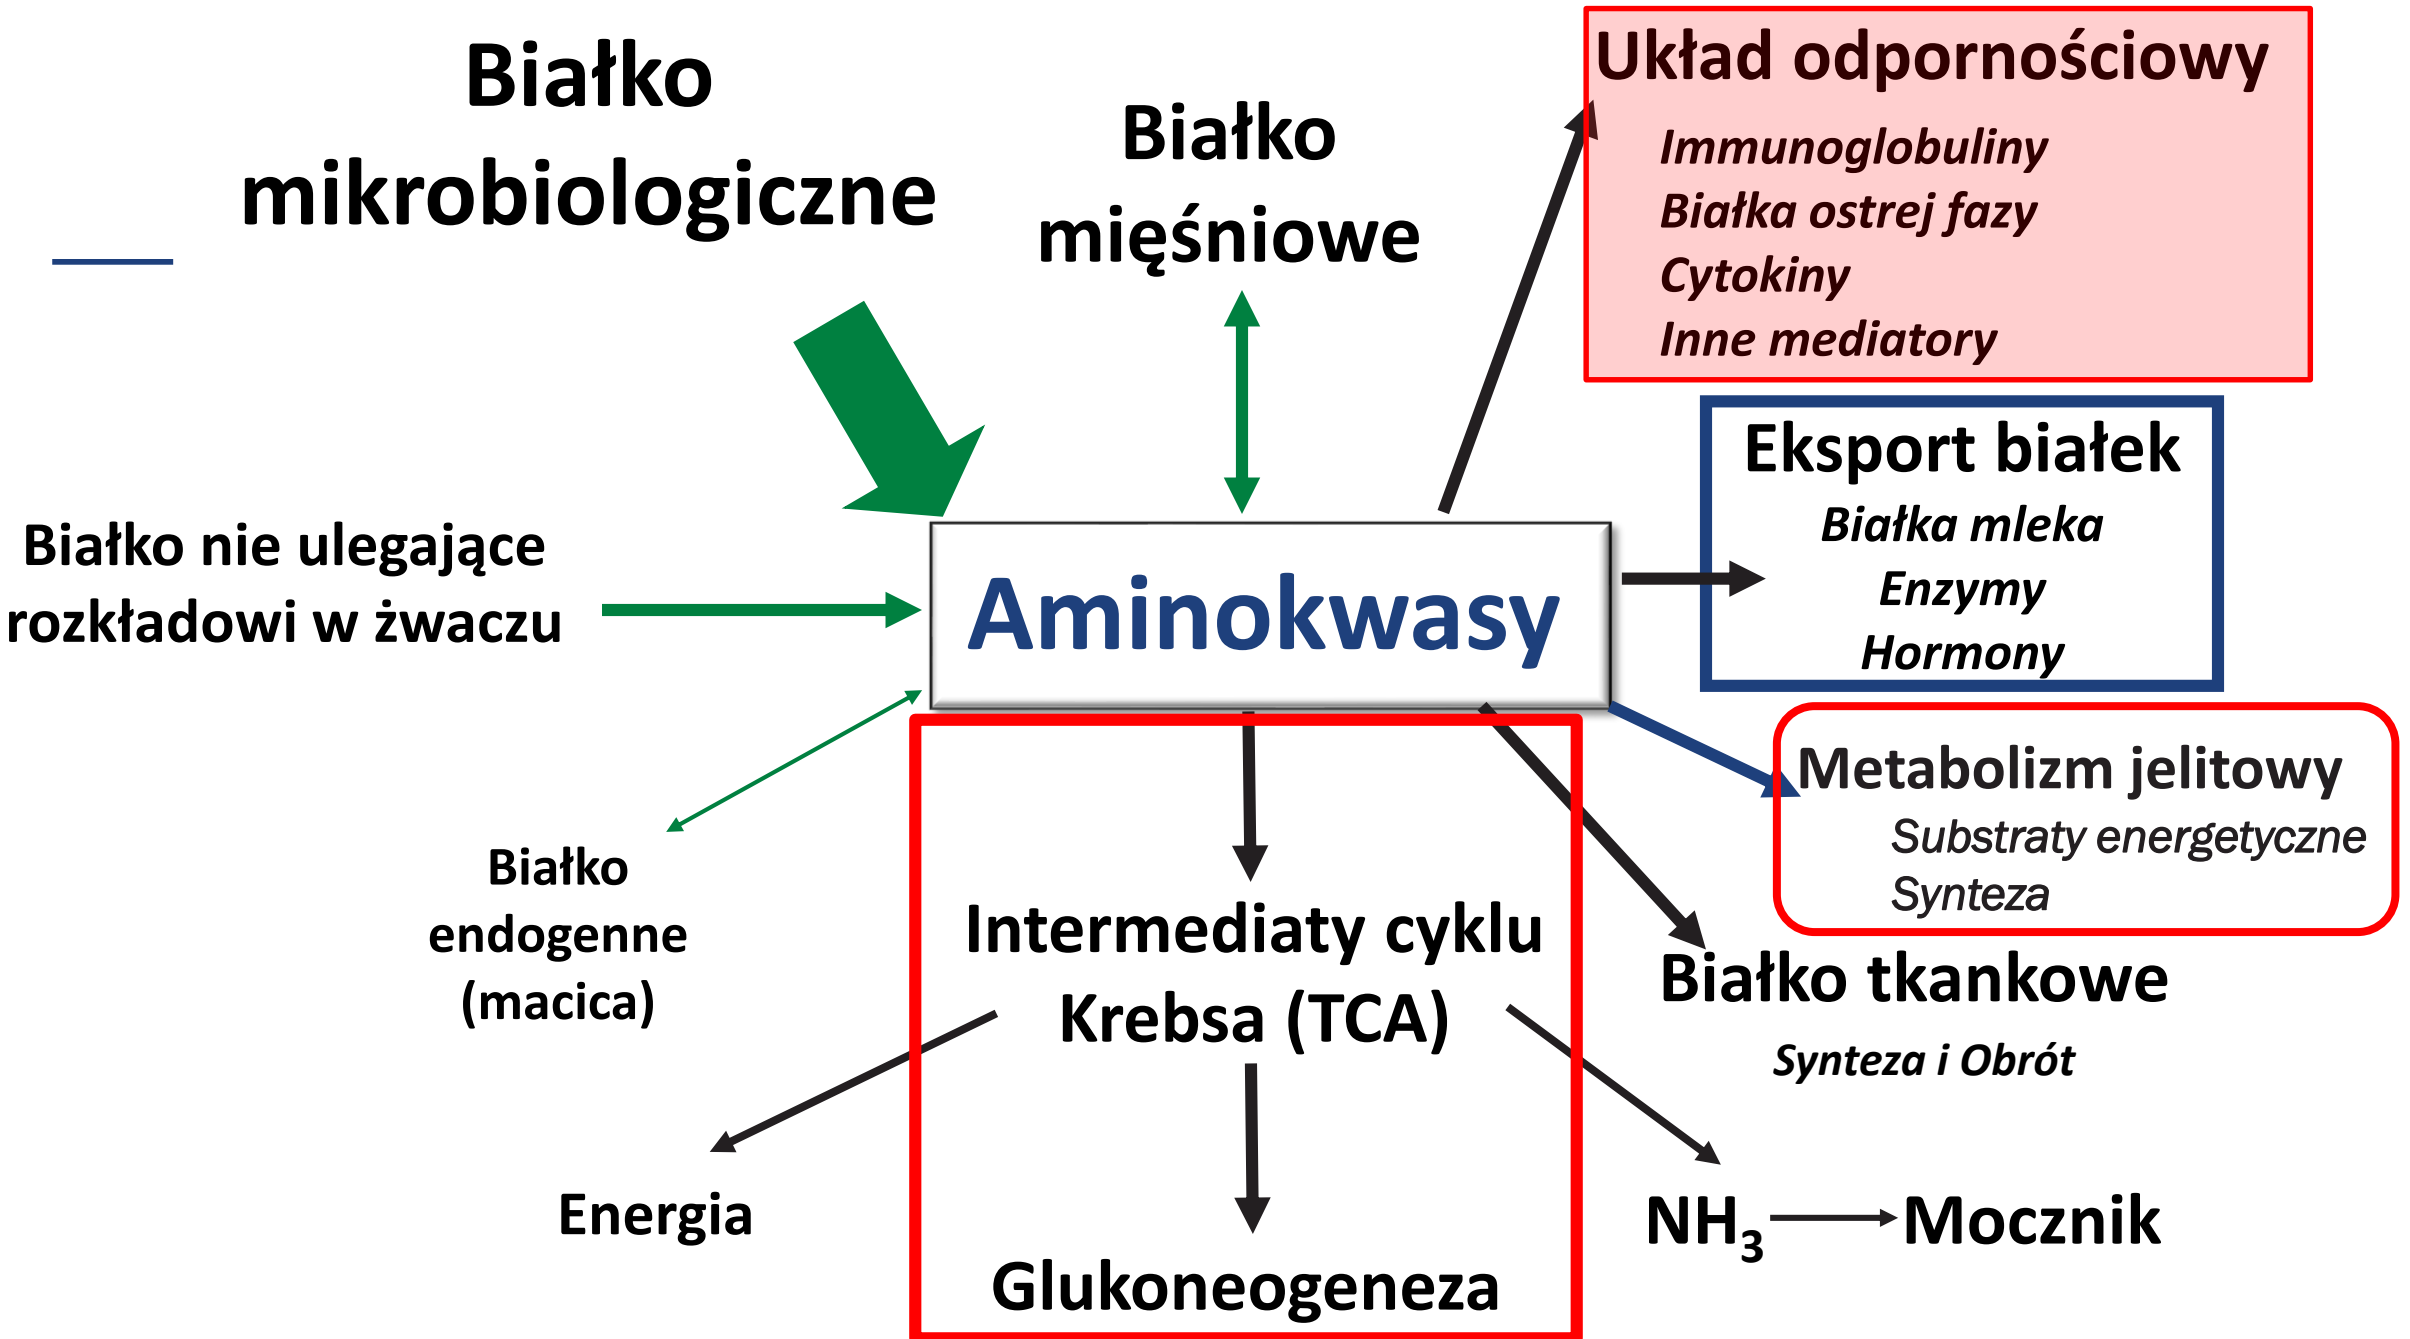 Białko
mikrobiologiczne
Białko
mięśniowe
Układ odpornościowy
Immunoglobuliny
Białka ostrej fazy
Cytokiny
Inne mediatory
Eksport białek
Białka mleka
Enzymy
Hormony
Białko nie ulegające
rozkładowi w żwaczu
Aminokwasy
Metabolizm jelitowy
Substraty energetyczne
Synteza
Białko
endogenne
(macica)
Intermediaty cyklu
Krebsa (TCA)
Białko tkankowe
Synteza i Obrót
Energia
Glukoneogeneza
NH₃
Mocznik